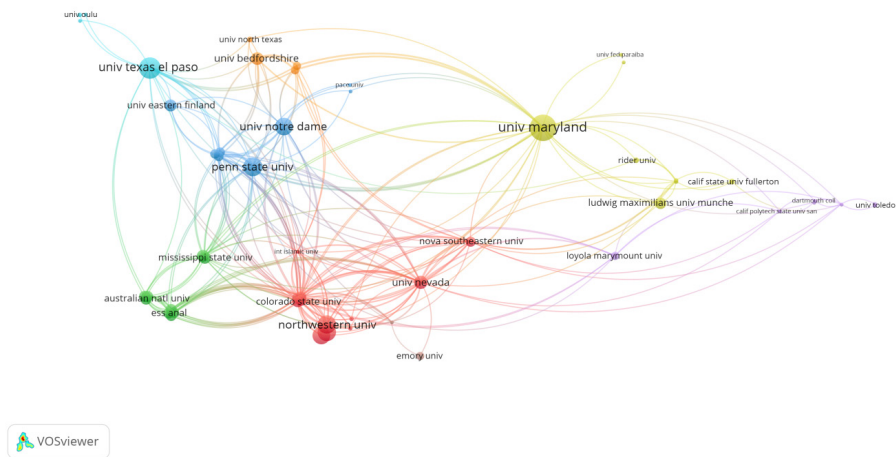 univ oulu
univ north texas
univ bedfordshire
univ texas el paso
univ fed paraiba
pace univ
univ eastern finland
univ notre dame
univ maryland
rider univ
penn state univ
calif state univ fullerton
dartmouth coll
ludwig maximilians univ munche
univ toledo
calif polytech state univ san
nova southeastern univ
int islamic univ
mississippi state univ
loyola marymount univ
univ nevada
australian natl univ
colorado state univ
ess anal
northwestern univ
emory univ
VOSviewer